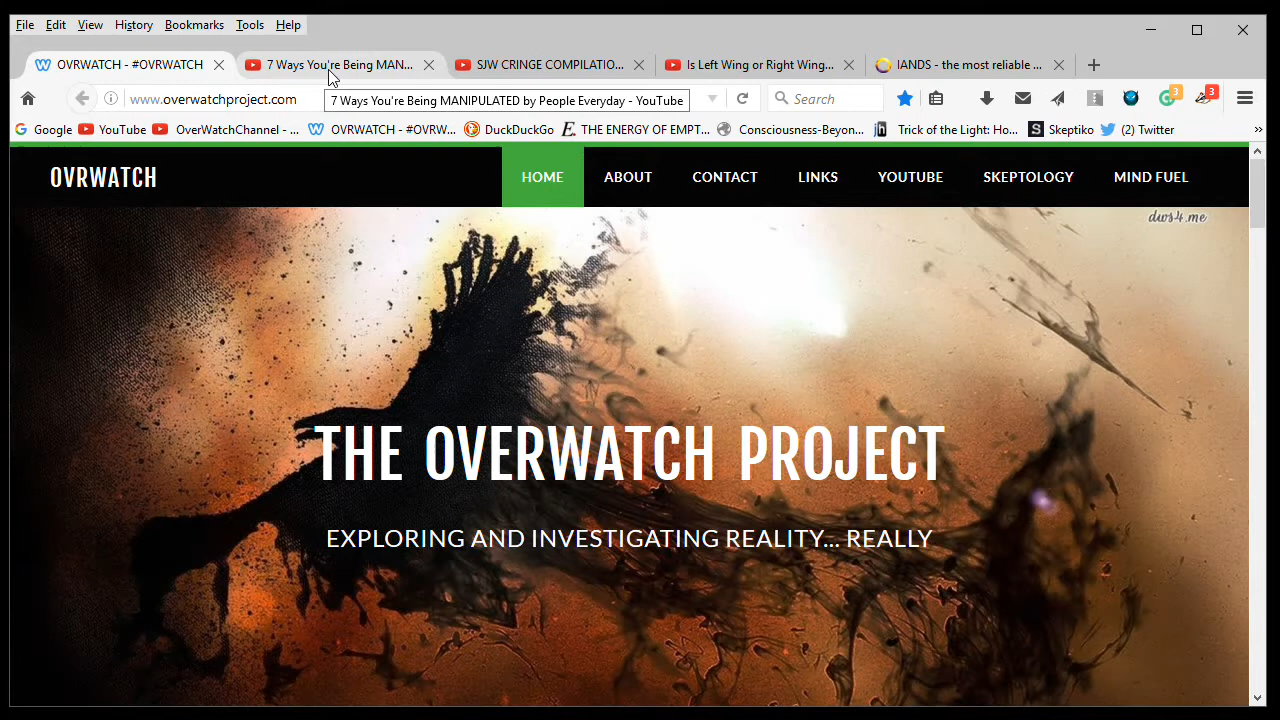 File Edit View History Bookmarks Tools Help
OVRWATCH - #OVRWATCH 7 Ways You're Being MAN... SJW CRINGE COMPILATIO... Is Left Wing or Right Wing... IANDS - the most reliable ...
www.overwatchproject.com Search 3 3
7 Ways You're Being MANIPULATED by People Everyday - YouTube
Google YouTube OverWatchChannel - ... OVRWATCH - #OVRW... DuckDuckGo THE ENERGY OF EMPT... Consciousness-Beyon... Trick of the Light: Ho... Skeptiko (2) Twitter
OVRWATCH HOME ABOUT CONTACT LINKS YOUTUBE SKEPTOLOGY MIND FUEL
dws4.me
THE OVERWATCH PROJECT
EXPLORING AND INVESTIGATING REALITY... REALLY